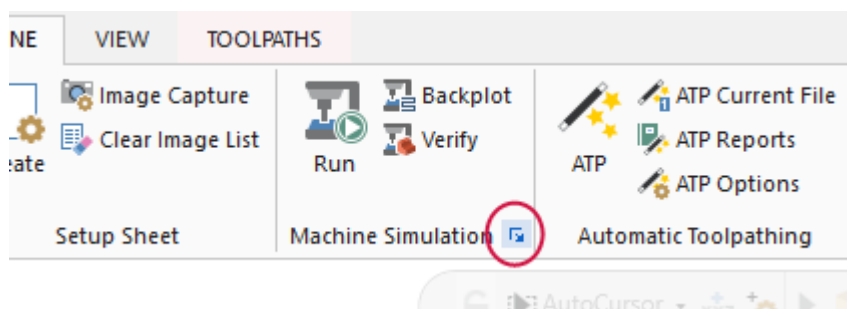 NE VIEW TOOLPATHS
Image Capture
Clear Image List
eate
Setup Sheet
Run
Backplot
Verify
Machine Simulation
ATP
ATP Current File
ATP Reports
ATP Options
Automatic Toolpathing
AutoCursor